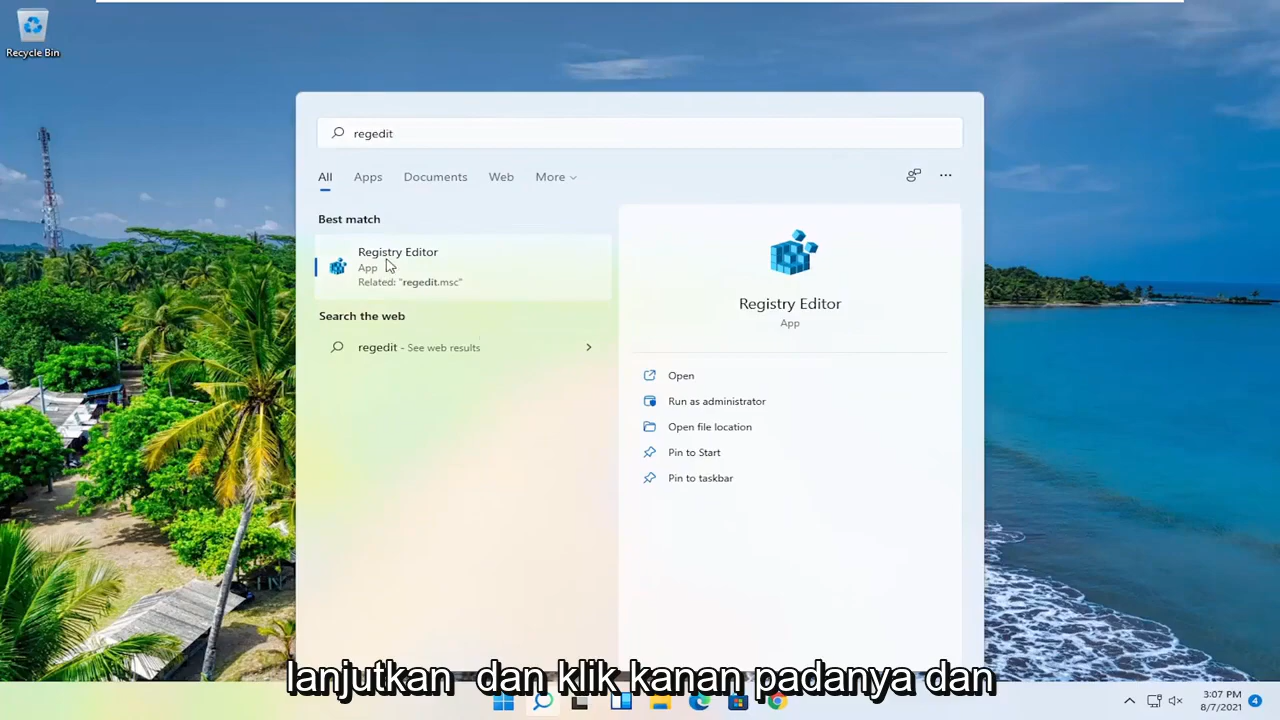 Recycle Bin
regedit
All Apps Documents Web More
Best match
Registry Editor
App
Related: "regedit.msc"
Search the web
regedit - See web results
Registry Editor
App
Open
Run as administrator
Open file location
Pin to Start
Pin to taskbar
lanjutkan dan klik kanan padanya dan
3:07 PM
8/7/2021
4